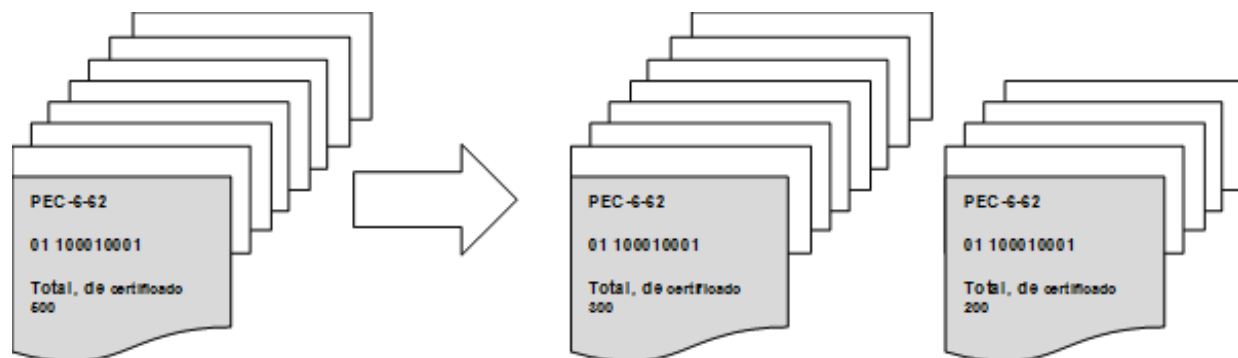 PEC-6-62
01 100010001
Total, de certificado
500
PEC-6-62
01 100010001
Total, de certificado
300
PEC-6-62
01 100010001
Total, de certificado
200